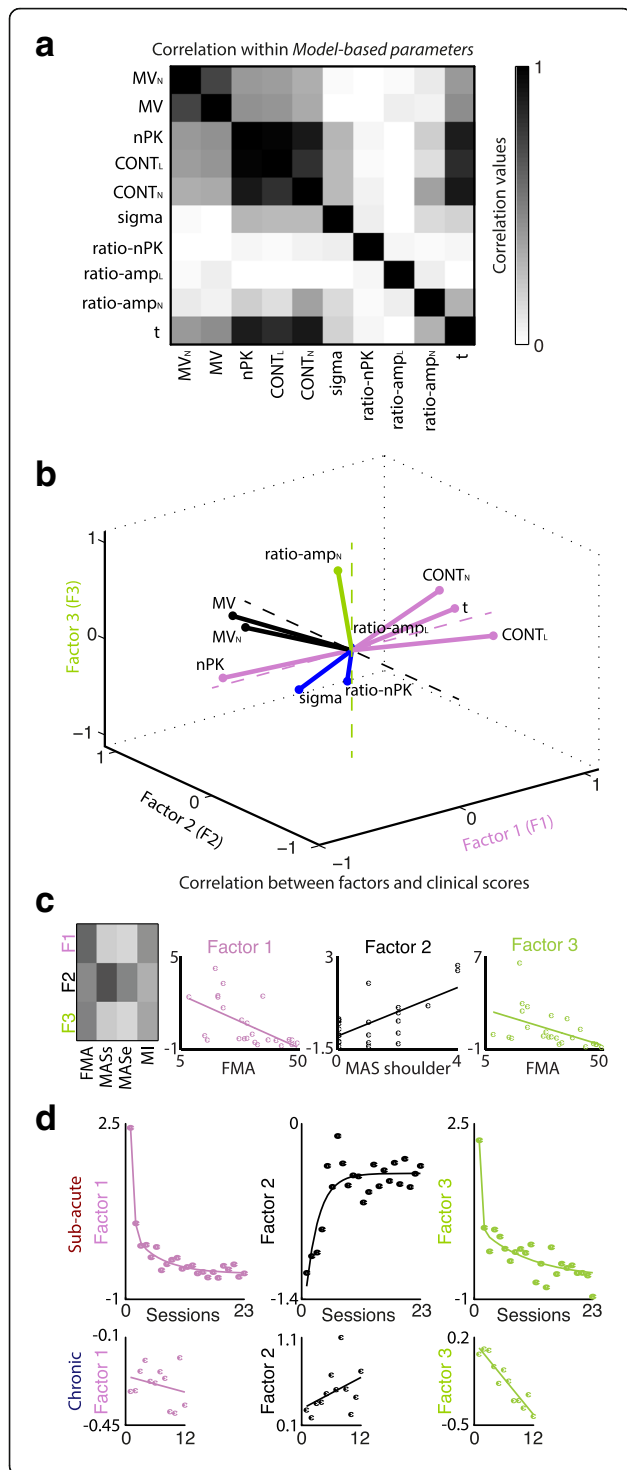 a
Correlation within Model-based parameters
MVN
MV
nPK
CONTL
CONTN
sigma
ratio-nPK
ratio-ampL
ratio-ampN
t
MVN
MV
nPK
CONTL
CONTN
sigma
ratio-nPK
ratio-ampL
ratio-ampN
t
1
Correlation values
0
b
1
0
−1
Factor 3 (F3)
ratio-ampN
CONTN
t
MV
MVN
ratio-ampL
CONTL
nPK
sigma
ratio-nPK
1
0
−1
Factor 2 (F2)
−1
0
1
Factor 1 (F1)
Correlation between factors and clinical scores
c
F1
F2
F3
FMA
MASs
MASe
MI
Factor 1
5
-1
5
FMA
50
Factor 2
3
-1.5
0
MAS shoulder
4
Factor 3
7
-1
5
FMA
50
d
Sub-acute
2.5
Factor 1
-1
0
Sessions
23
0
Factor 2
-1.4
0
Sessions
23
2.5
Factor 3
-1
0
Sessions
23
Chronic
-0.1
Factor 1
-0.45
0
12
1.1
Factor 2
0.1
0
12
0.2
Factor 3
-0.5
0
12